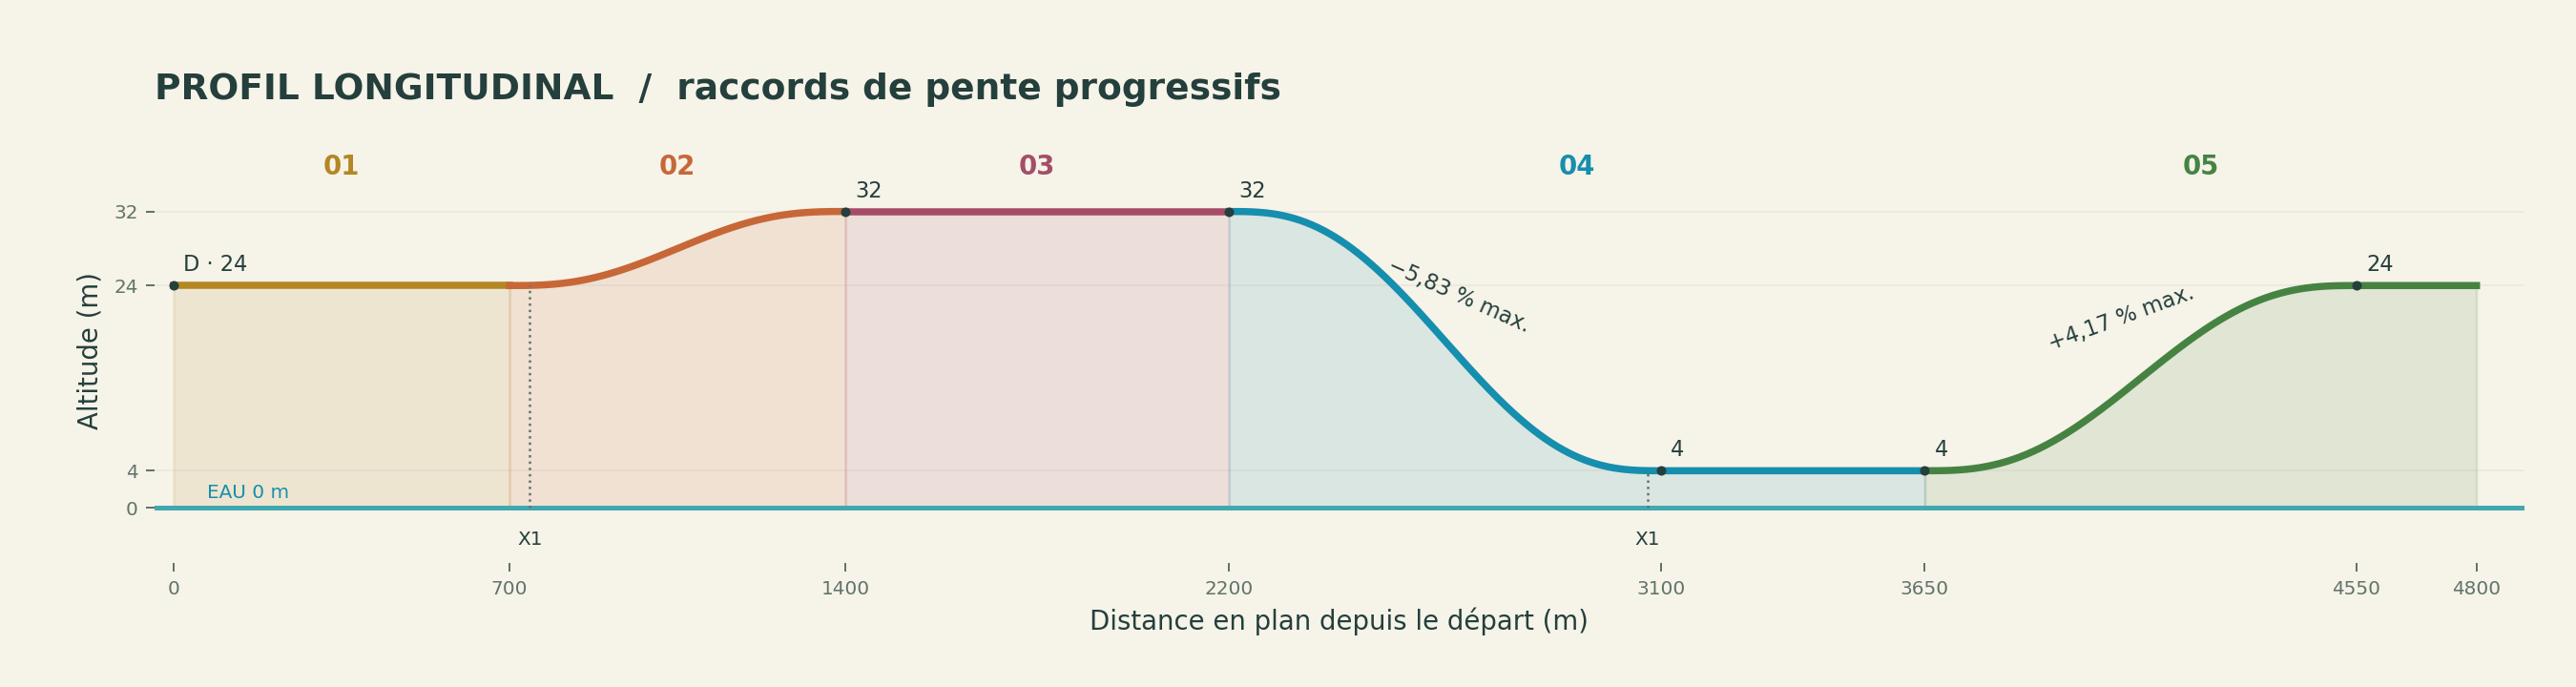 PROFIL LONGITUDINAL / raccords de pente progressifs
01 02 03 04 05
32 32
32
D · 24 24
24
−5,83 % max.
+4,17 % max.
4 4
4
EAU 0 m
0
Altitude (m)
X1 X1
0 700 1400 2200 3100 3650 4550 4800
Distance en plan depuis le départ (m)